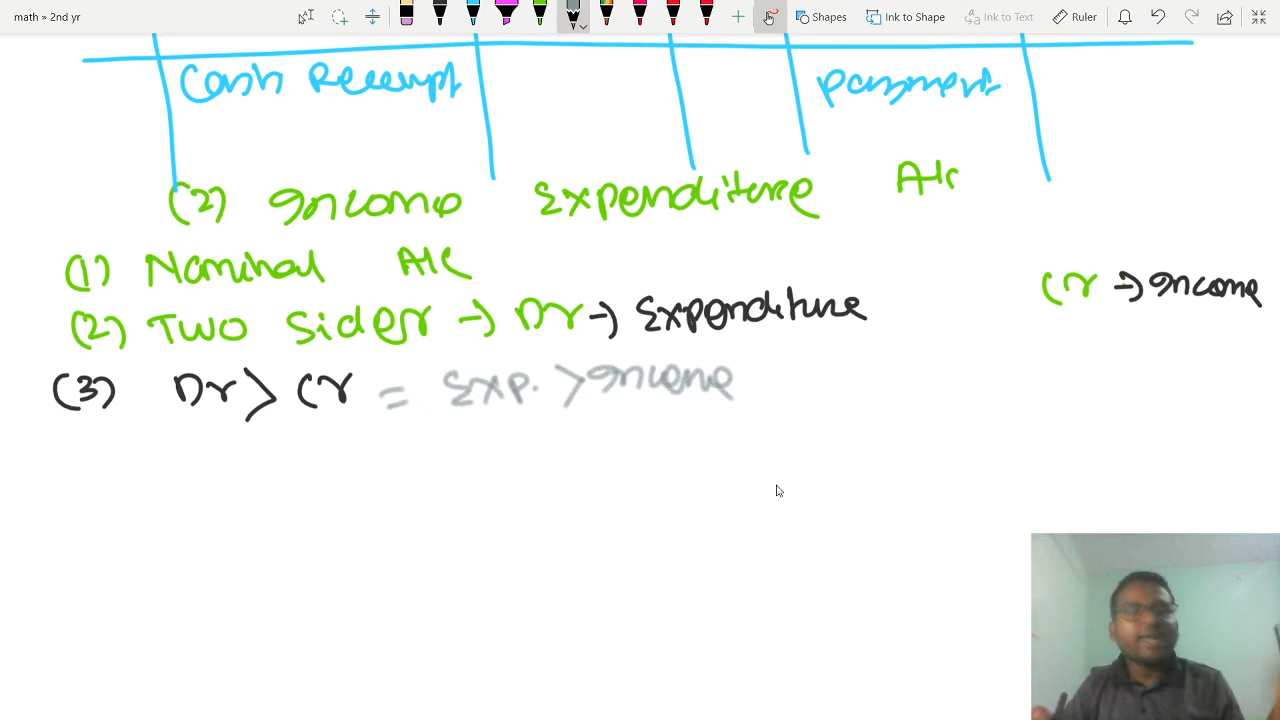 math » 2nd yr
Shapes Ink to Shape Ink to Text Ruler
Cash Receipt Payment
(2) Income Expenditure A/c
(1) Nominal A/c
(2) Two Sides → Dr → Expenditure Cr → Income
(3) Dr > Cr = Exp. > Income